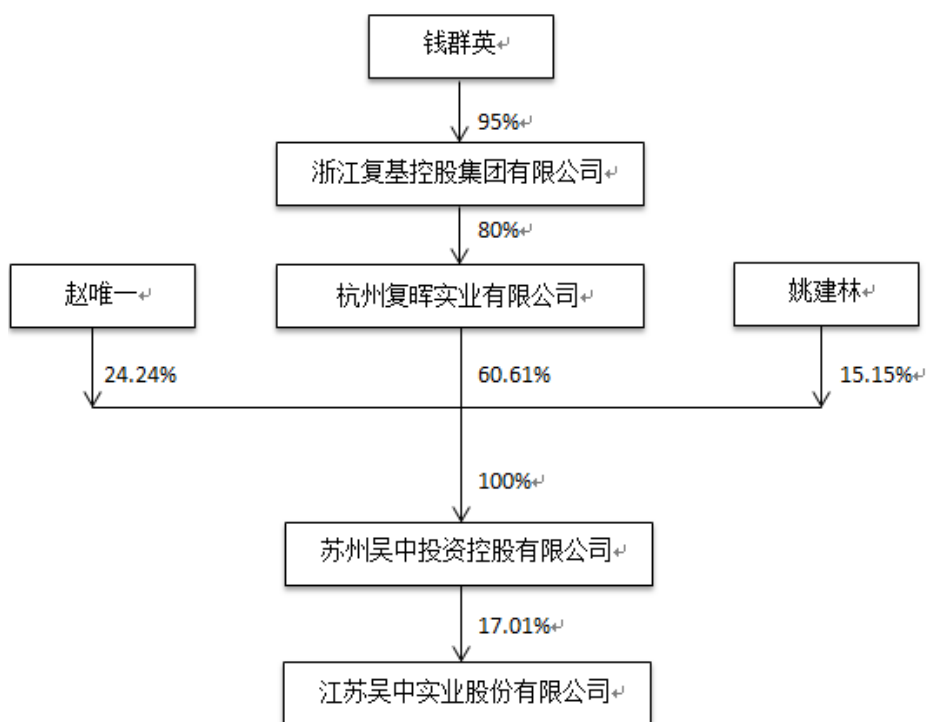 钱群英
95%
浙江复基控股集团有限公司
80%
赵唯一
杭州复晖实业有限公司
姚建林
24.24%
60.61%
15.15%
100%
苏州吴中投资控股有限公司
17.01%
江苏吴中实业股份有限公司